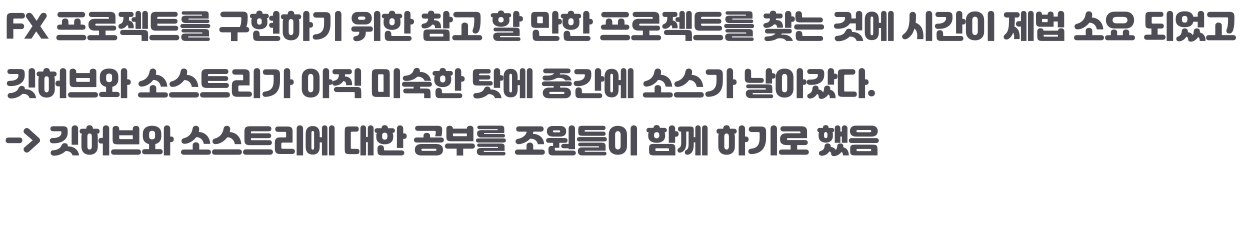 FX 프로젝트를 구현하기 위한 참고 할 만한 프로젝트를 찾는 것에 시간이 제법 소요 되었고
깃허브와 소스트리가 아직 미숙한 탓에 중간에 소스가 날아갔다.
-> 깃허브와 소스트리에 대한 공부를 조원들이 함께 하기로 했음